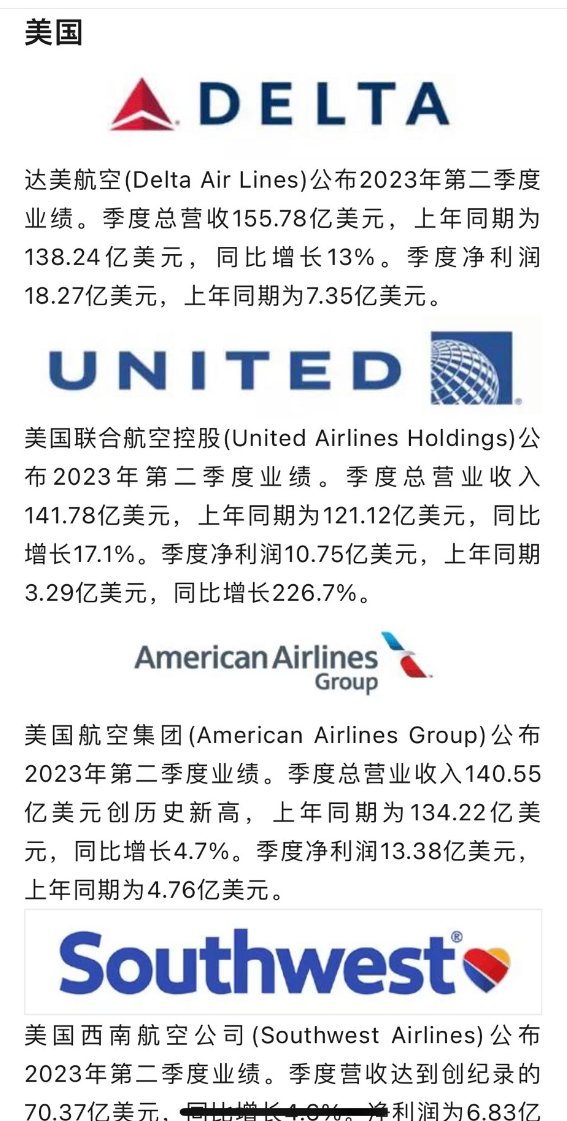 美国
DELTA
达美航空(Delta Air Lines)公布2023年第二季度
业绩。季度总营收155.78亿美元，上年同期为
138.24亿美元，同比增长13%。季度净利润
18.27亿美元，上年同期为7.35亿美元。
UNITED
美国联合航空控股(United Airlines Holdings)公
布2023年第二季度业绩。季度总营业收入
141.78亿美元，上年同期为121.12亿美元，同比
增长17.1%。季度净利润10.75亿美元，上年同期
3.29亿美元，同比增长226.7%。
American Airlines
Group
美国航空集团(American Airlines Group)公布
2023年第二季度业绩。季度总营业收入140.55
亿美元创历史新高，上年同期为134.22亿美
元，同比增长4.7%。季度净利润13.38亿美元，
上年同期为4.76亿美元。
Southwest®
美国西南航空公司(Southwest Airlines)公布
2023年第二季度业绩。季度营收达到创纪录的
70.37亿美元，同比增长 净利润为6.83亿